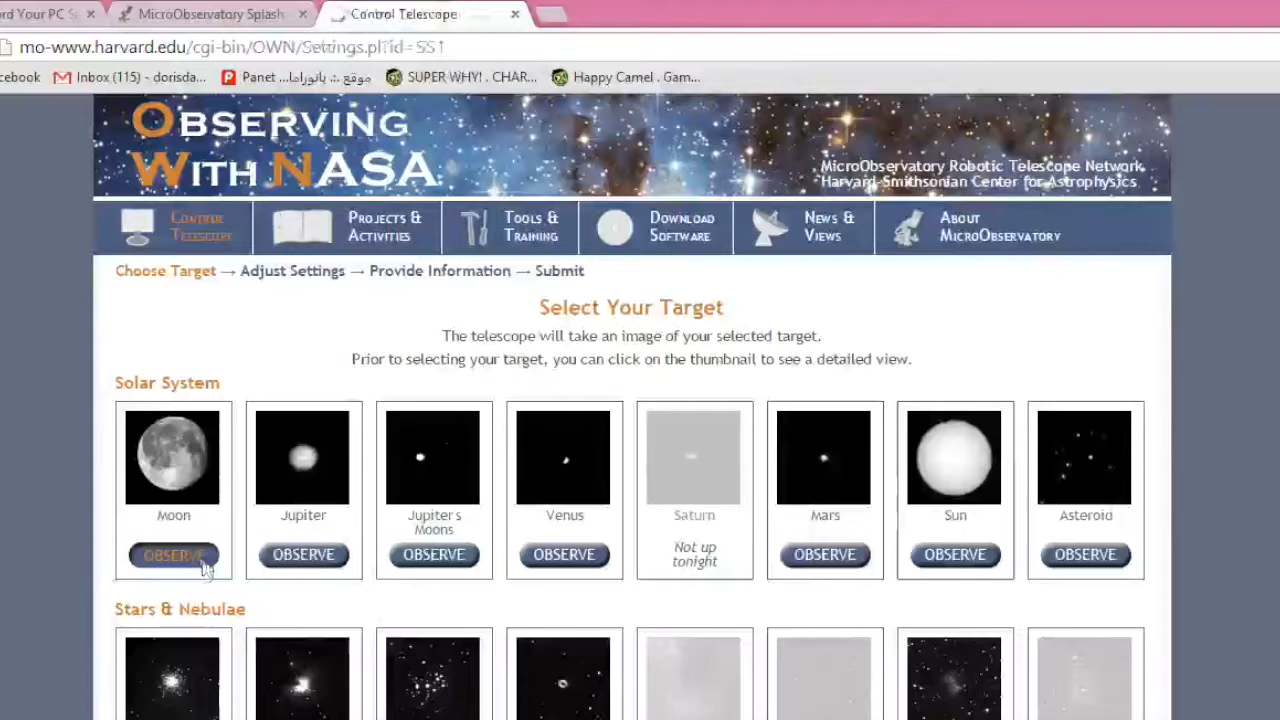 ord Your PC S
MicroObservatory Splash
Control Telescope
mo-www.harvard.edu/cgi-bin/OWN/Settings.pl?id=SS1
cebook
Inbox (115) - dorisda...
Panet ...موقع .:. بانوراما
SUPER WHY! . CHAR...
Happy Camel . Gam...
OBSERVING
WITH NASA
MicroObservatory Robotic Telescope Network
Harvard-Smithsonian Center for Astrophysics
CONTROL
TELESCOPE
PROJECTS &
ACTIVITIES
TOOLS &
TRAINING
DOWNLOAD
SOFTWARE
NEWS &
VIEWS
ABOUT
MICROOBSERVATORY
Choose Target → Adjust Settings → Provide Information → Submit
Select Your Target
The telescope will take an image of your selected target.
Prior to selecting your target, you can click on the thumbnail to see a detailed view.
Solar System
Moon
Jupiter
Jupiter's
Moons
Venus
Saturn
Mars
Sun
Asteroid
OBSERVE
OBSERVE
OBSERVE
OBSERVE
Not up
tonight
OBSERVE
OBSERVE
OBSERVE
Stars & Nebulae